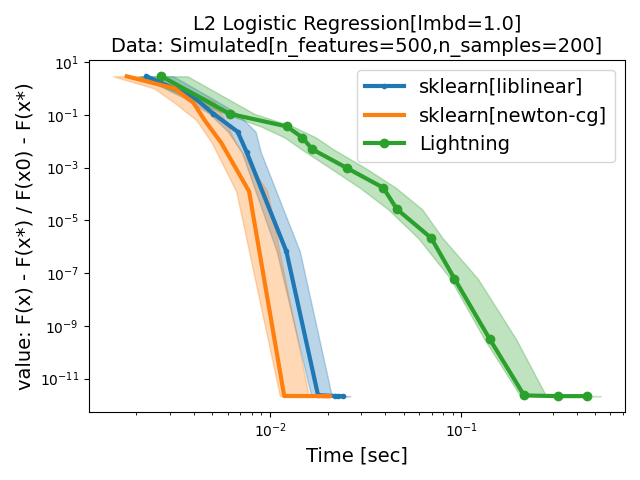 L2 Logistic Regression[lmbd=1.0]
Data: Simulated[n_features=500,n_samples=200]
value: F(x) - F(x*) / F(x0) - F(x*)
10¹
10⁻¹
10⁻³
10⁻⁵
10⁻⁷
10⁻⁹
10⁻¹¹
sklearn[liblinear]
sklearn[newton-cg]
Lightning
10⁻²
10⁻¹
Time [sec]